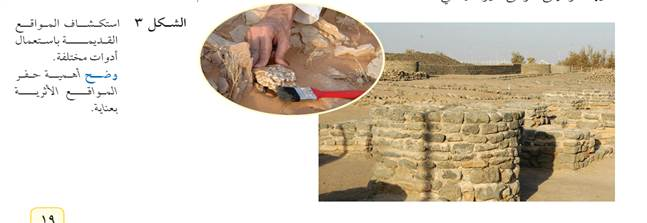 الشكل ٣ استكشاف المواقع
القديمة باستعمال
أدوات مختلفة.
وضح أهمية حفر
المواقع الأثرية
بعناية.
١٩